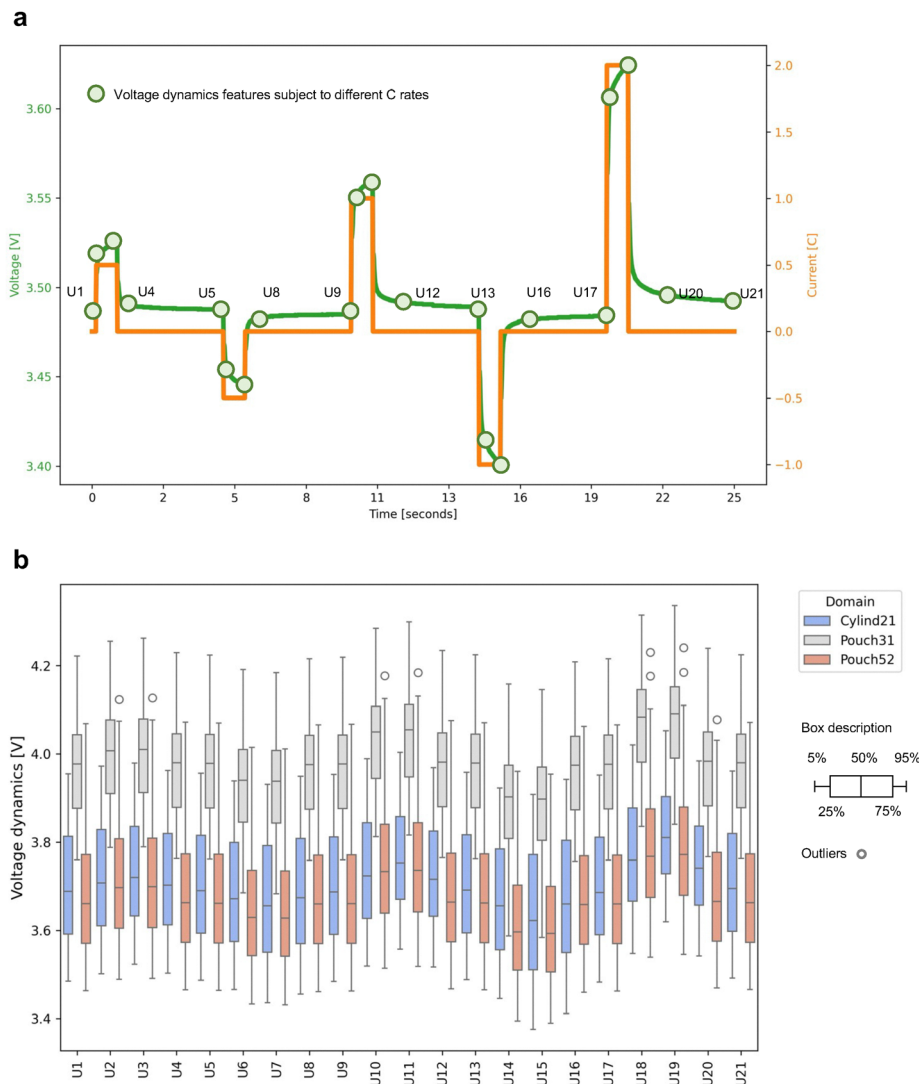 a
Voltage dynamics features subject to different C rates
3.60
3.55
3.50
3.45
3.40
Voltage [V]
2.0
1.5
1.0
0.5
0.0
−0.5
−1.0
Current [C]
U1 U4 U5 U8 U9 U12 U13 U16 U17 U20 U21
0 2 5 8 11 13 16 19 22 25
Time [seconds]
b
4.2
4.0
3.8
3.6
3.4
Voltage dynamics [V]
U1 U2 U3 U4 U5 U6 U7 U8 U9 U10 U11 U12 U13 U14 U15 U16 U17 U18 U19 U20 U21
Domain
Cylind21
Pouch31
Pouch52
Box description
5% 50% 95%
25% 75%
Outliers